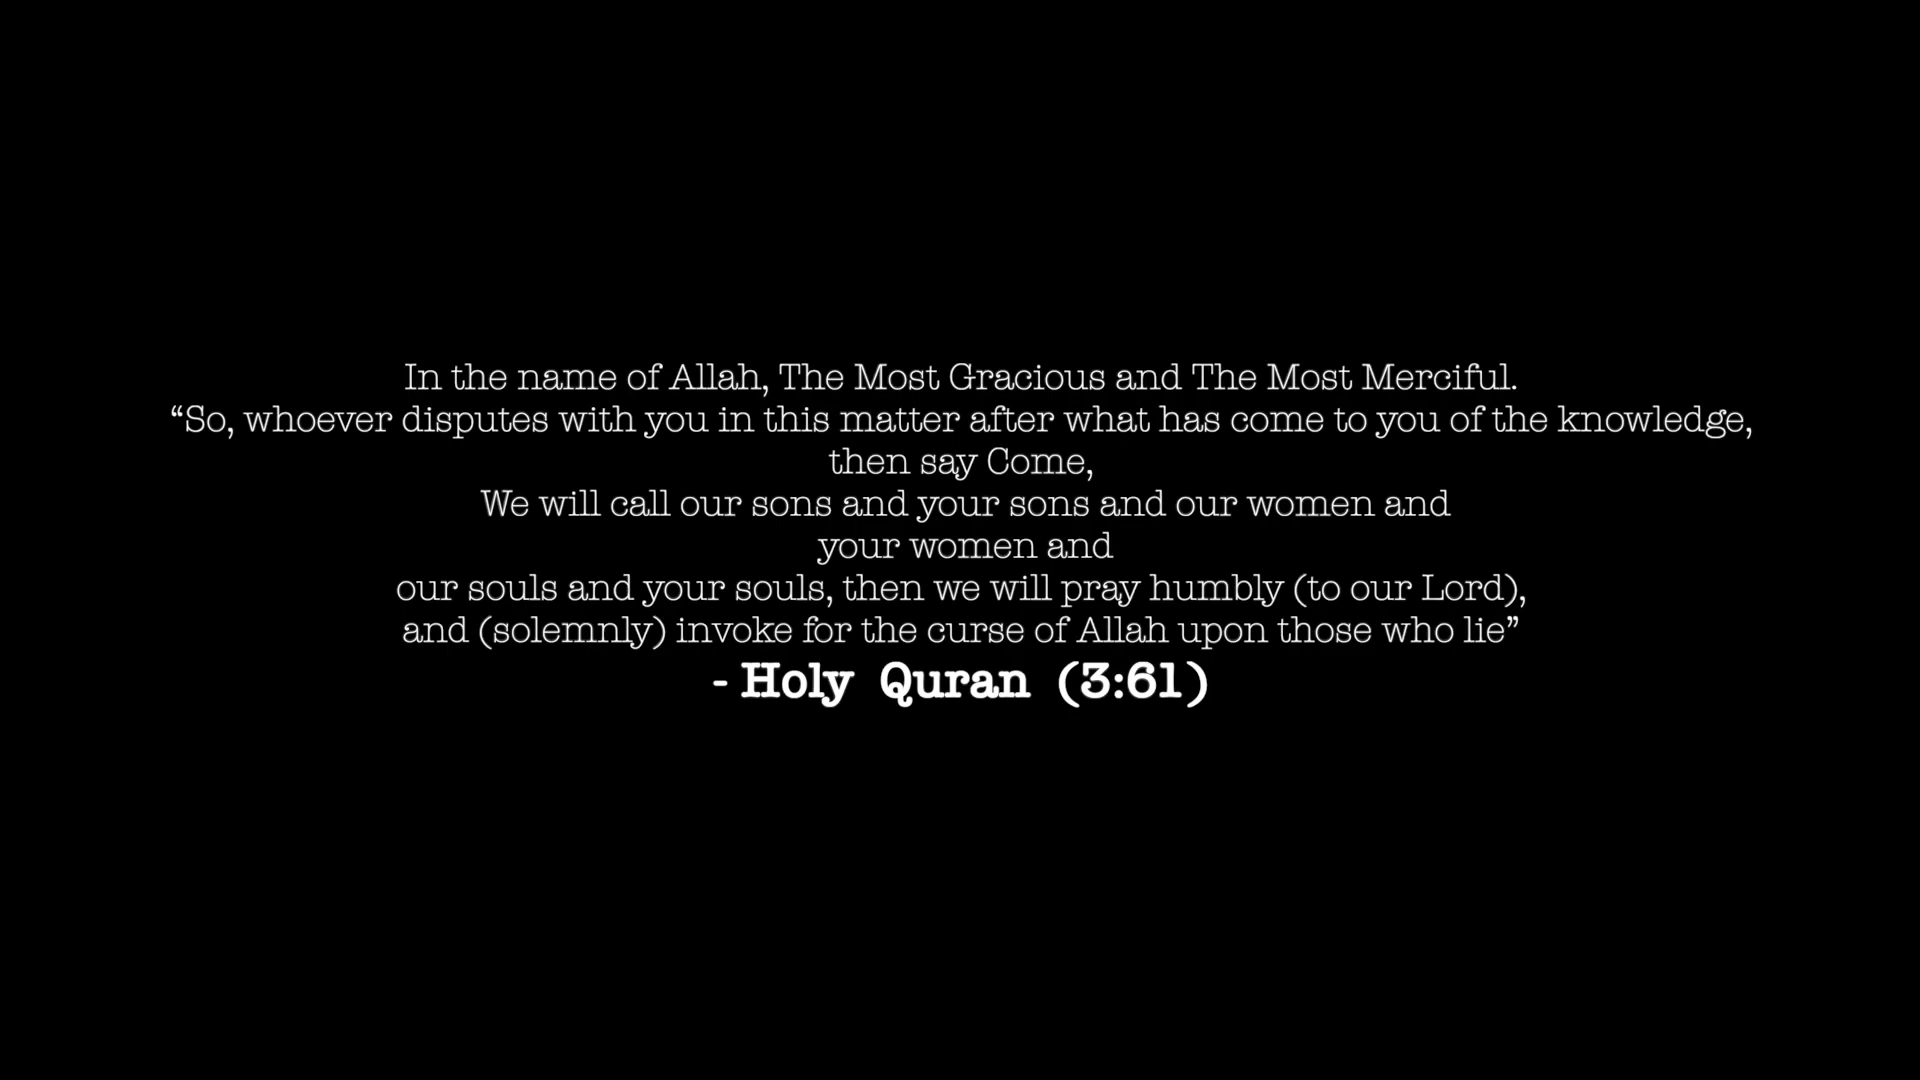 In the name of Allah, The Most Gracious and The Most Merciful.
“So, whoever disputes with you in this matter after what has come to you of the knowledge,
then say Come,
We will call our sons and your sons and our women and
your women and
our souls and your souls, then we will pray humbly (to our Lord),
and (solemnly) invoke for the curse of Allah upon those who lie”
- Holy Quran (3:61)